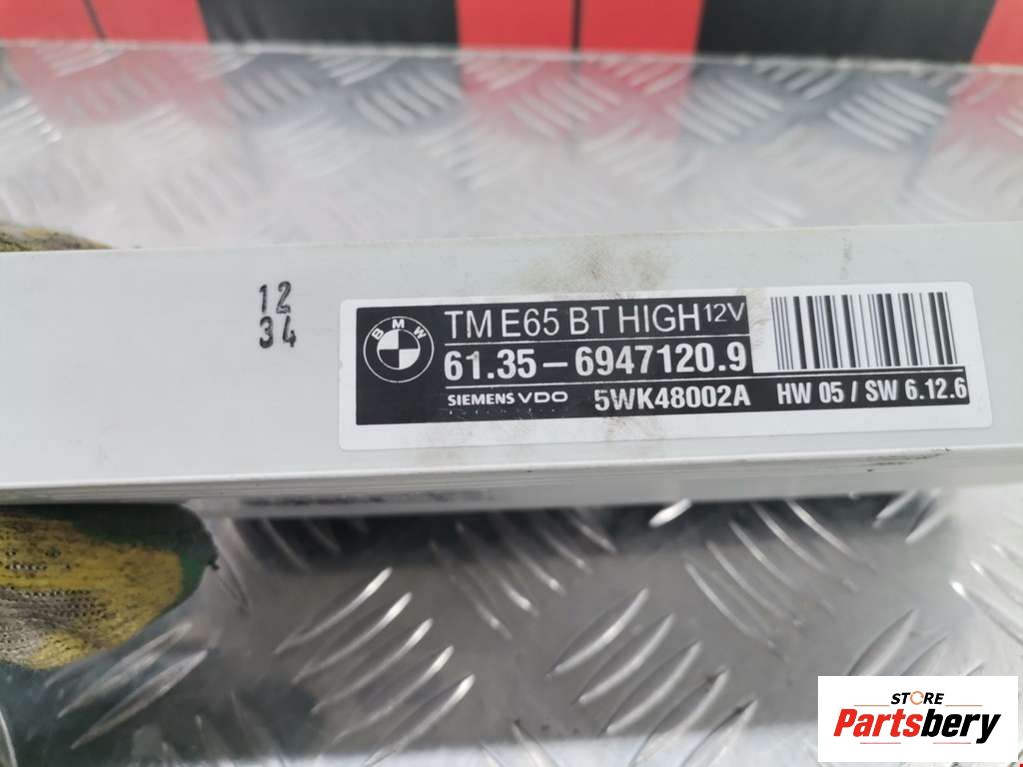 12
34
BMW
TM E65 BT HIGH 12V
61.35 – 6947120.9
SIEMENS VDO 5WK48002A HW 05 / SW 6.12.6
STORE
Partsbery